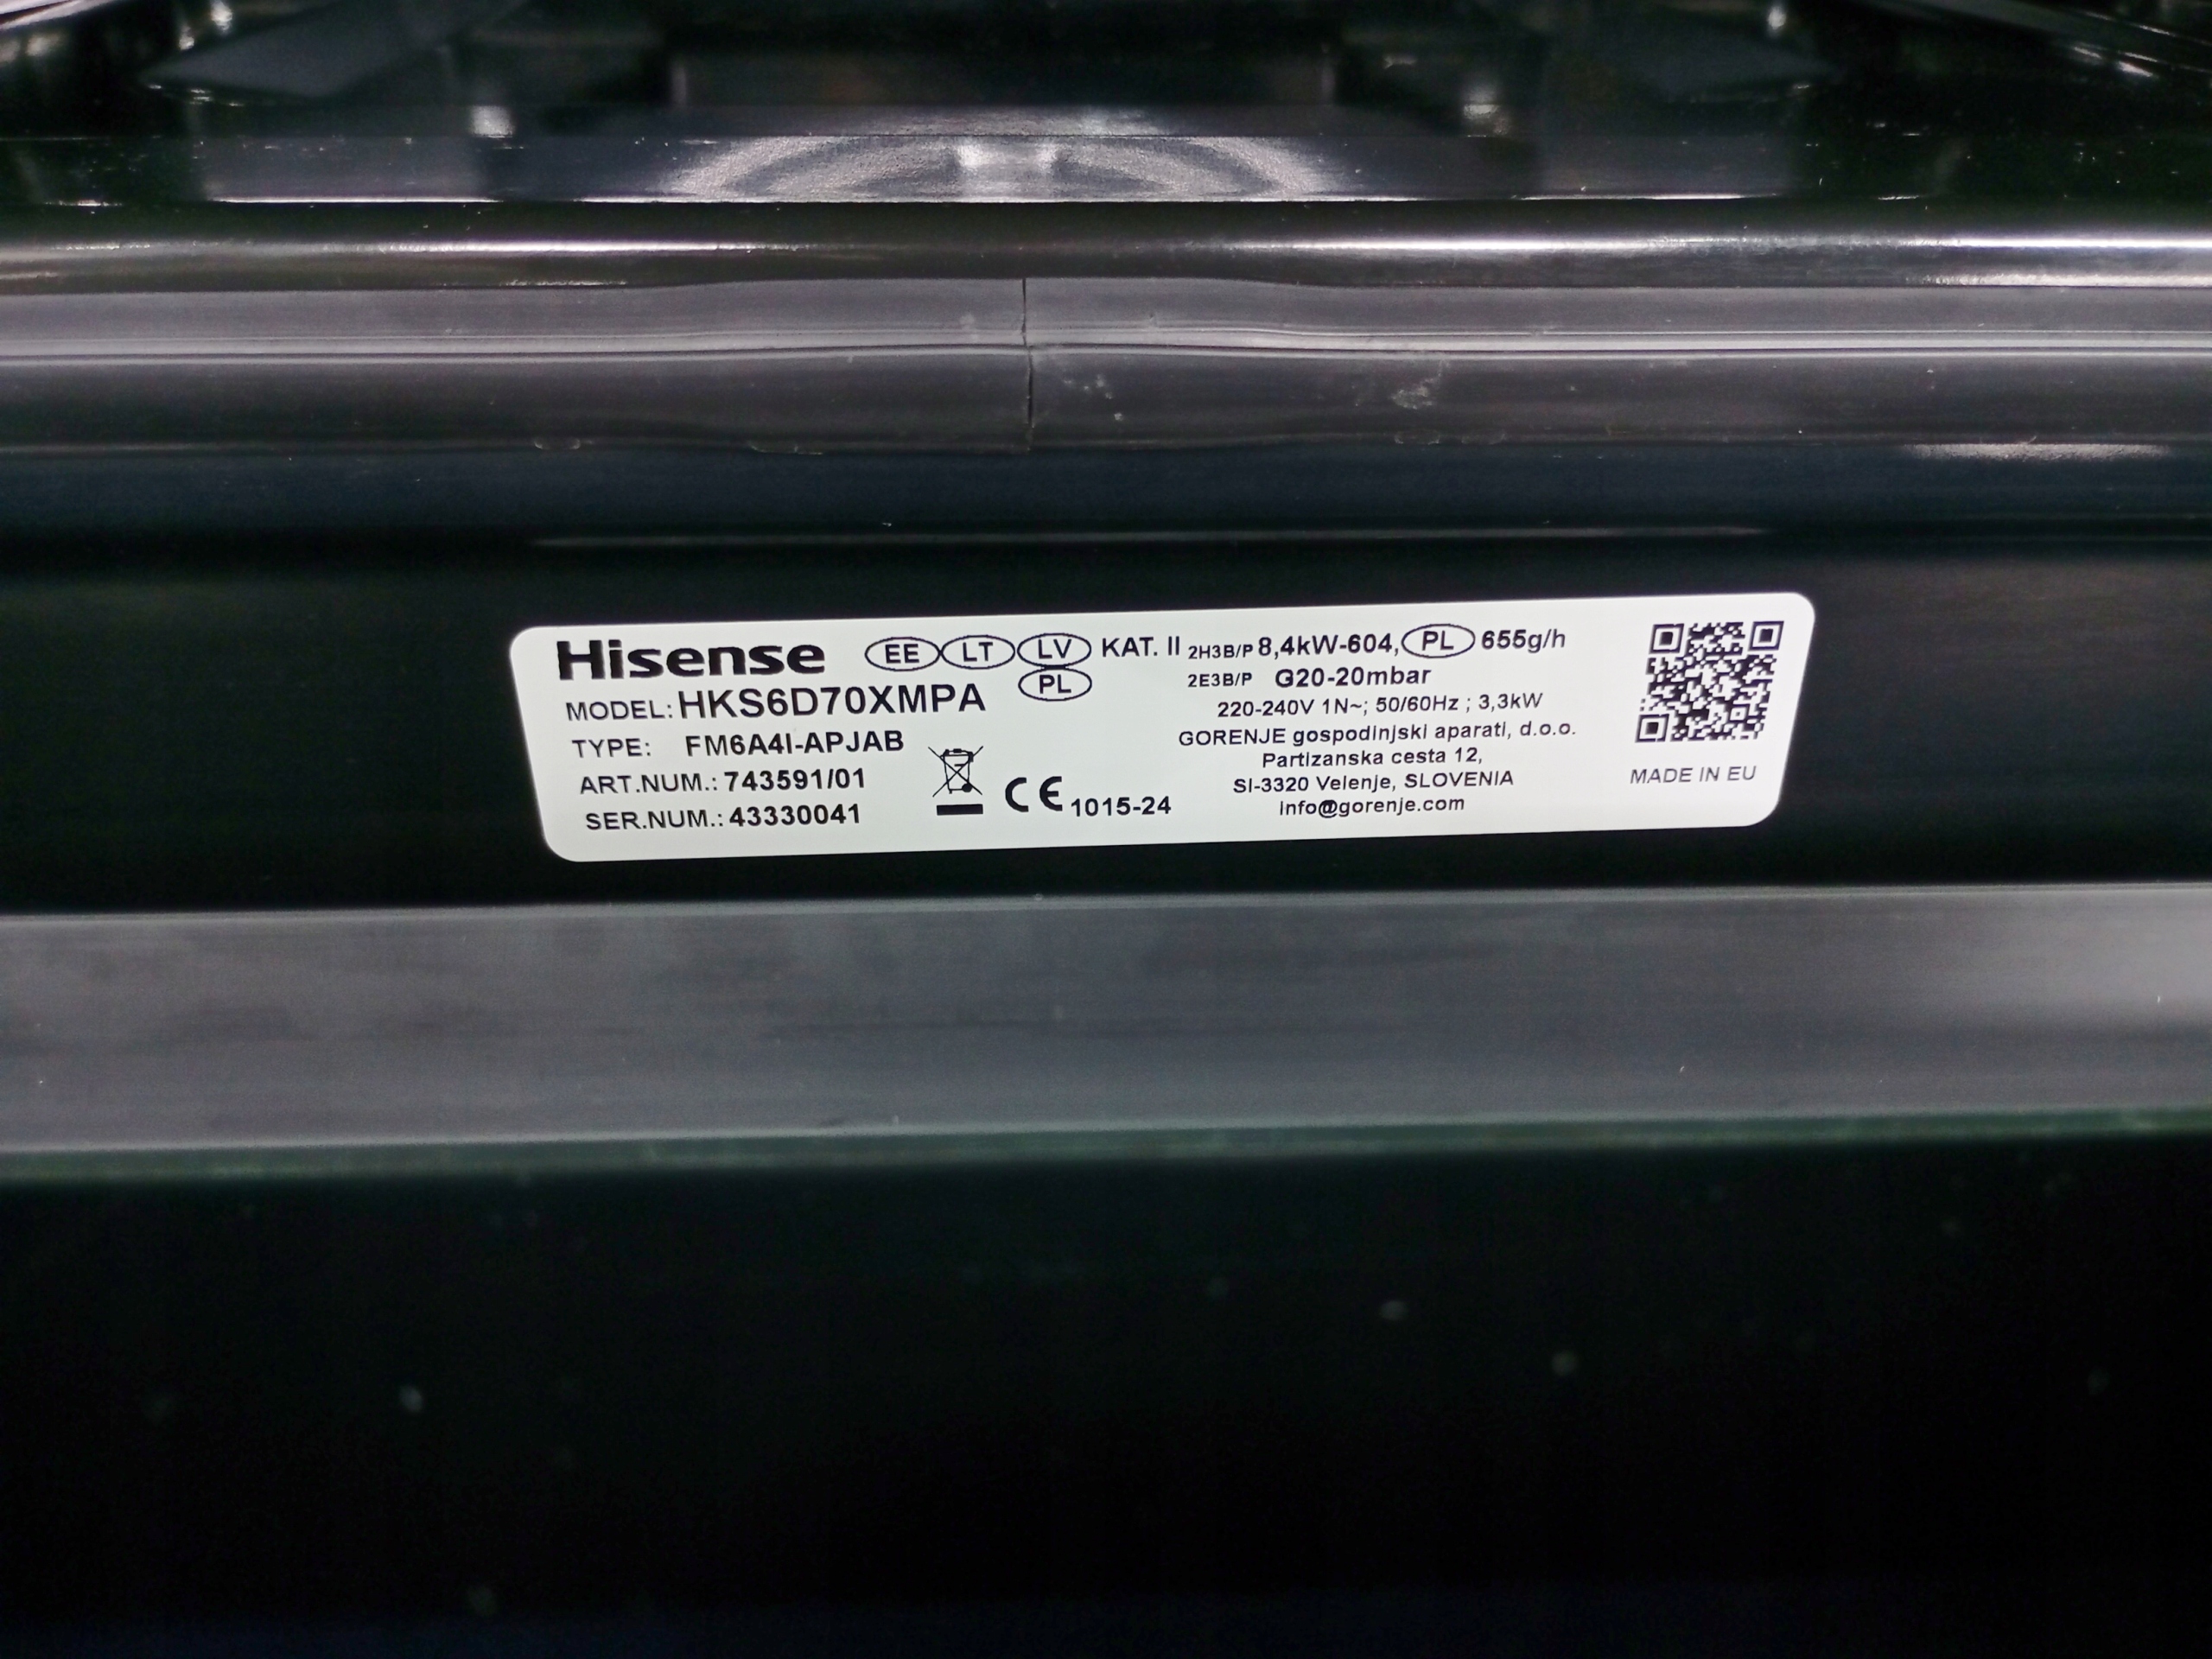 Hisense EE LT LV KAT. II 2H3B/P 8,4kW-604, PL 655g/h
PL 2E3B/P G20-20mbar
MODEL: HKS6D70XMPA
220-240V 1N~; 50/60Hz ; 3,3kW
TYPE: FM6A4I-APJAB
GORENJE gospodinjski aparati, d.o.o.
Partizanska cesta 12,
ART.NUM.: 743591/01
SI-3320 Velenje, SLOVENIA
MADE IN EU
SER.NUM.: 43330041
CE 1015-24
info@gorenje.com